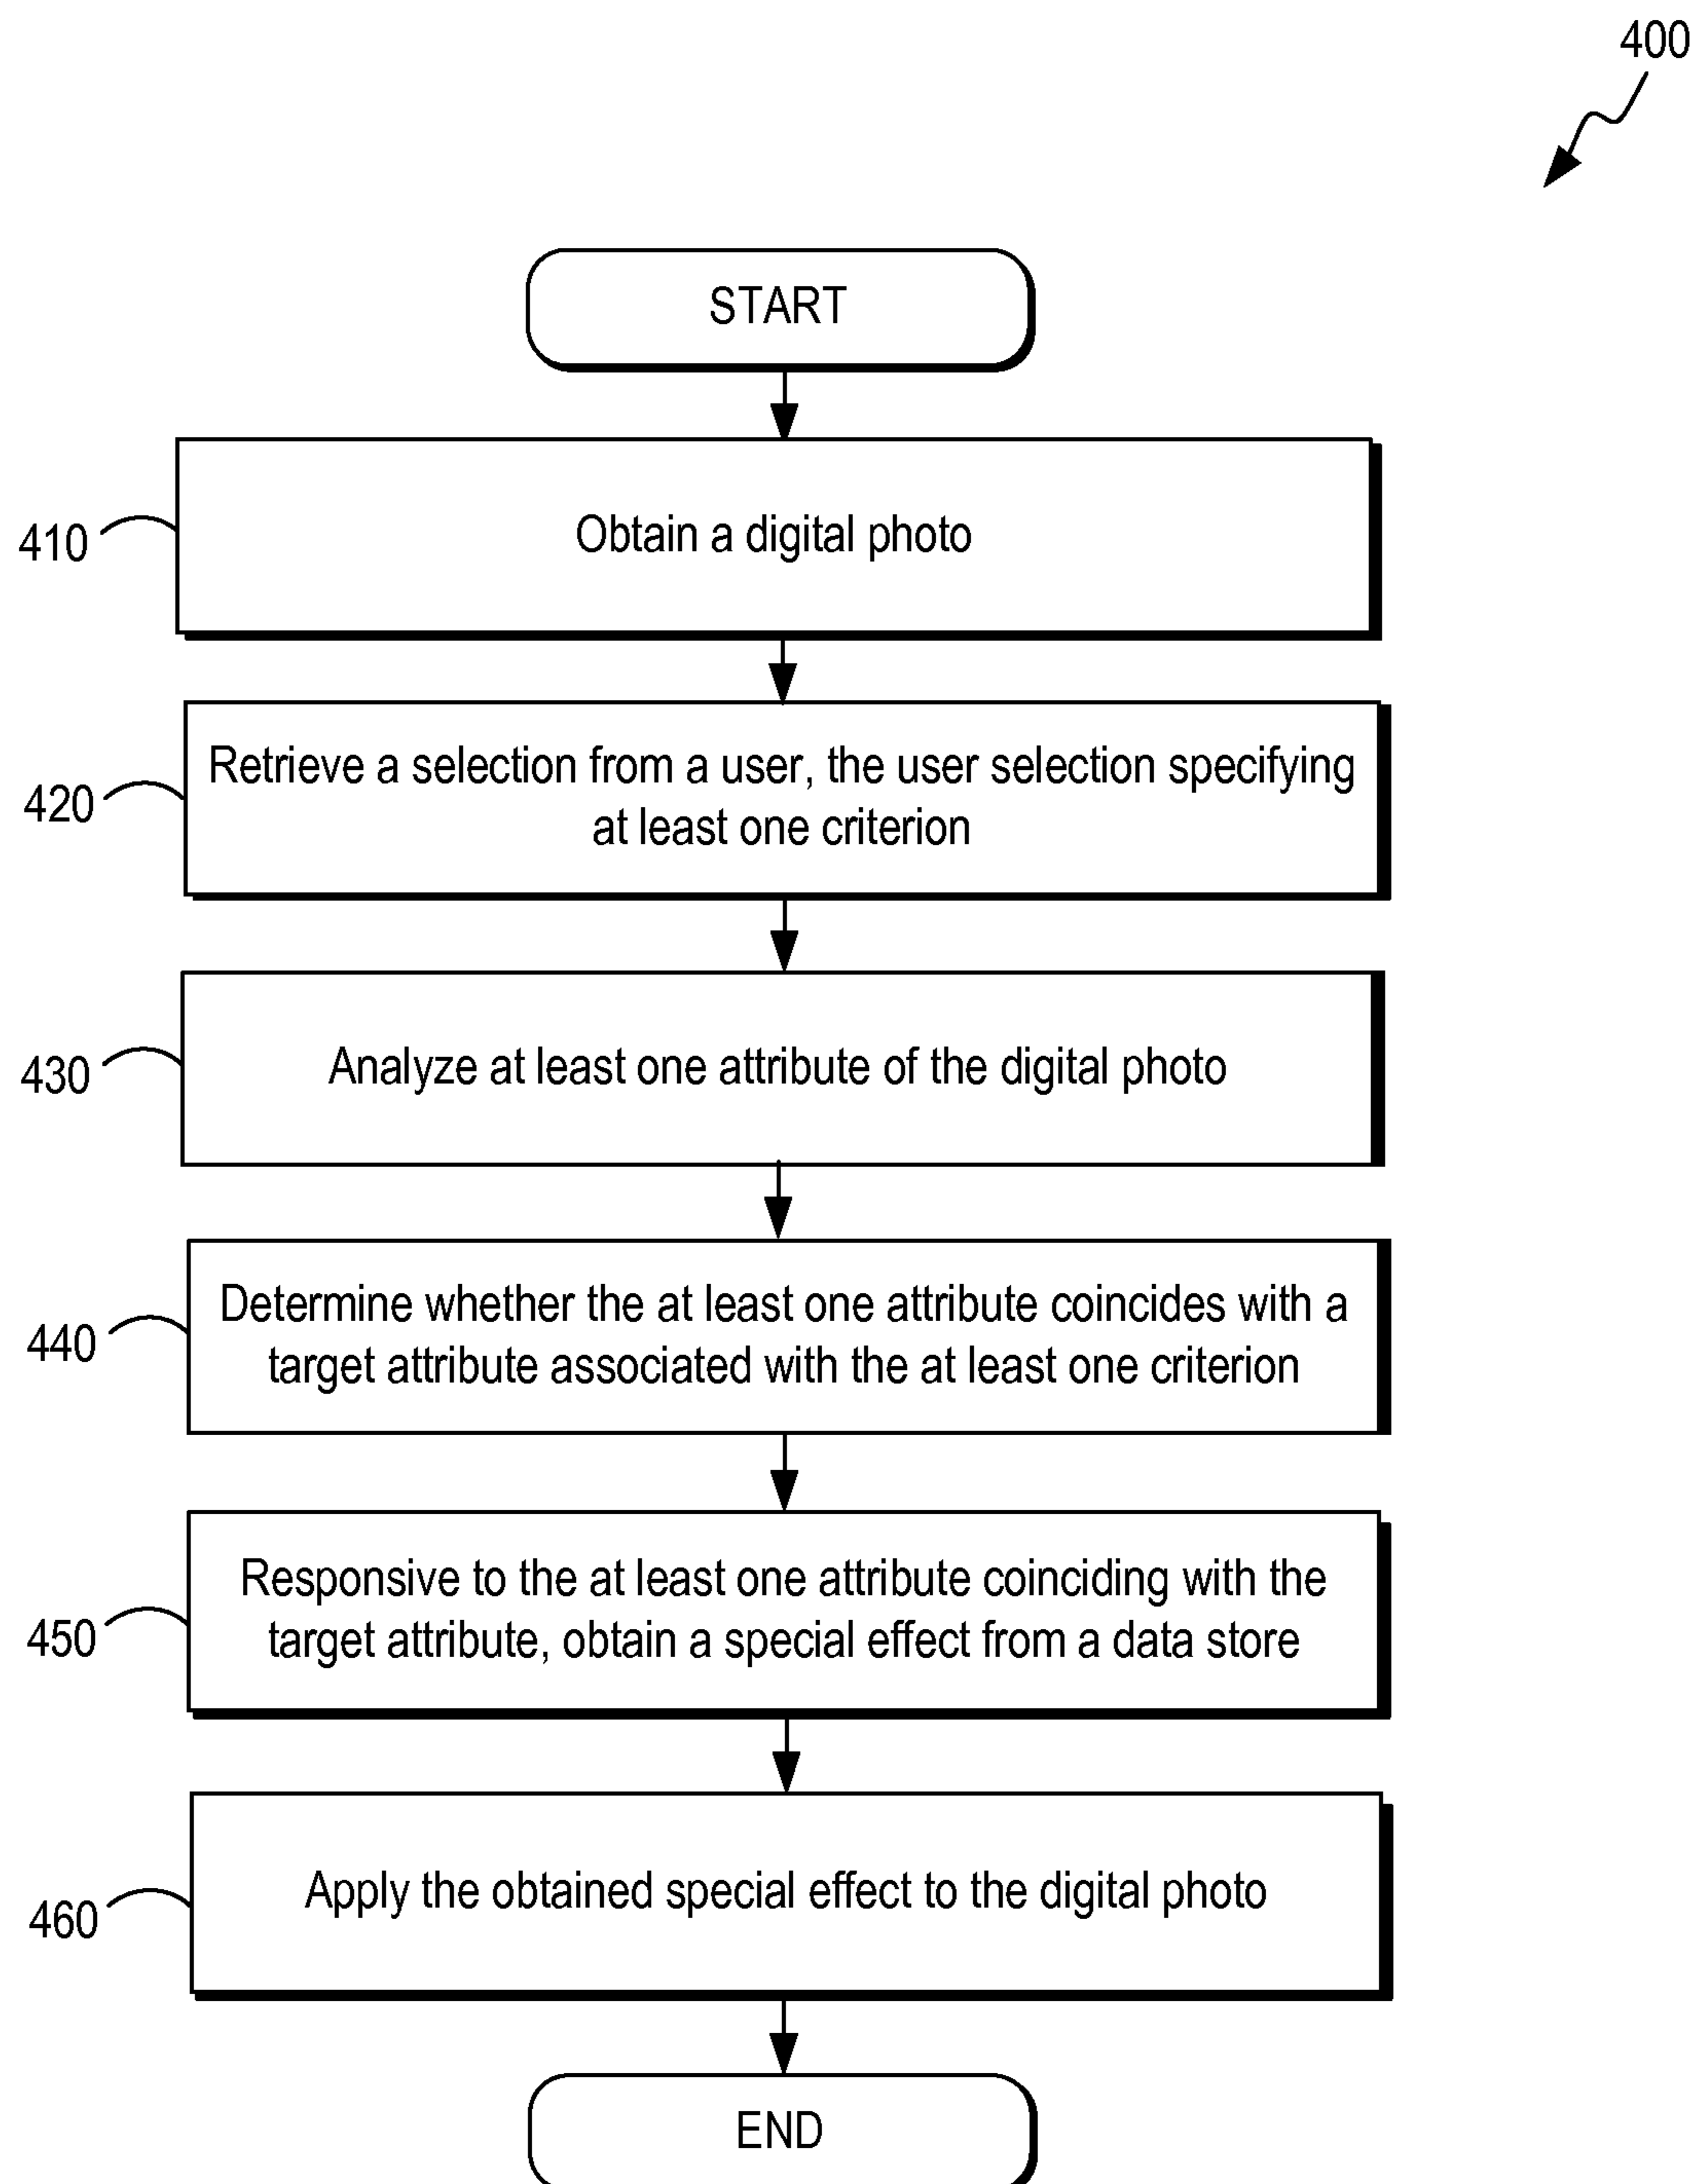 400
START
410
Obtain a digital photo
420
Retrieve a selection from a user, the user selection specifying
at least one criterion
430
Analyze at least one attribute of the digital photo
440
Determine whether the at least one attribute coincides with a
target attribute associated with the at least one criterion
450
Responsive to the at least one attribute coinciding with the
target attribute, obtain a special effect from a data store
460
Apply the obtained special effect to the digital photo
END